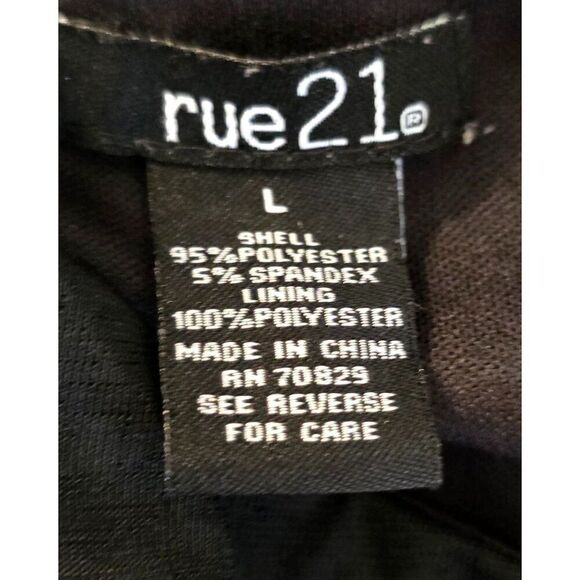 rue21®
L
SHELL
95%POLYESTER
5% SPANDEX
LINING
100%POLYESTER
MADE IN CHINA
RN 70829
SEE REVERSE
FOR CARE